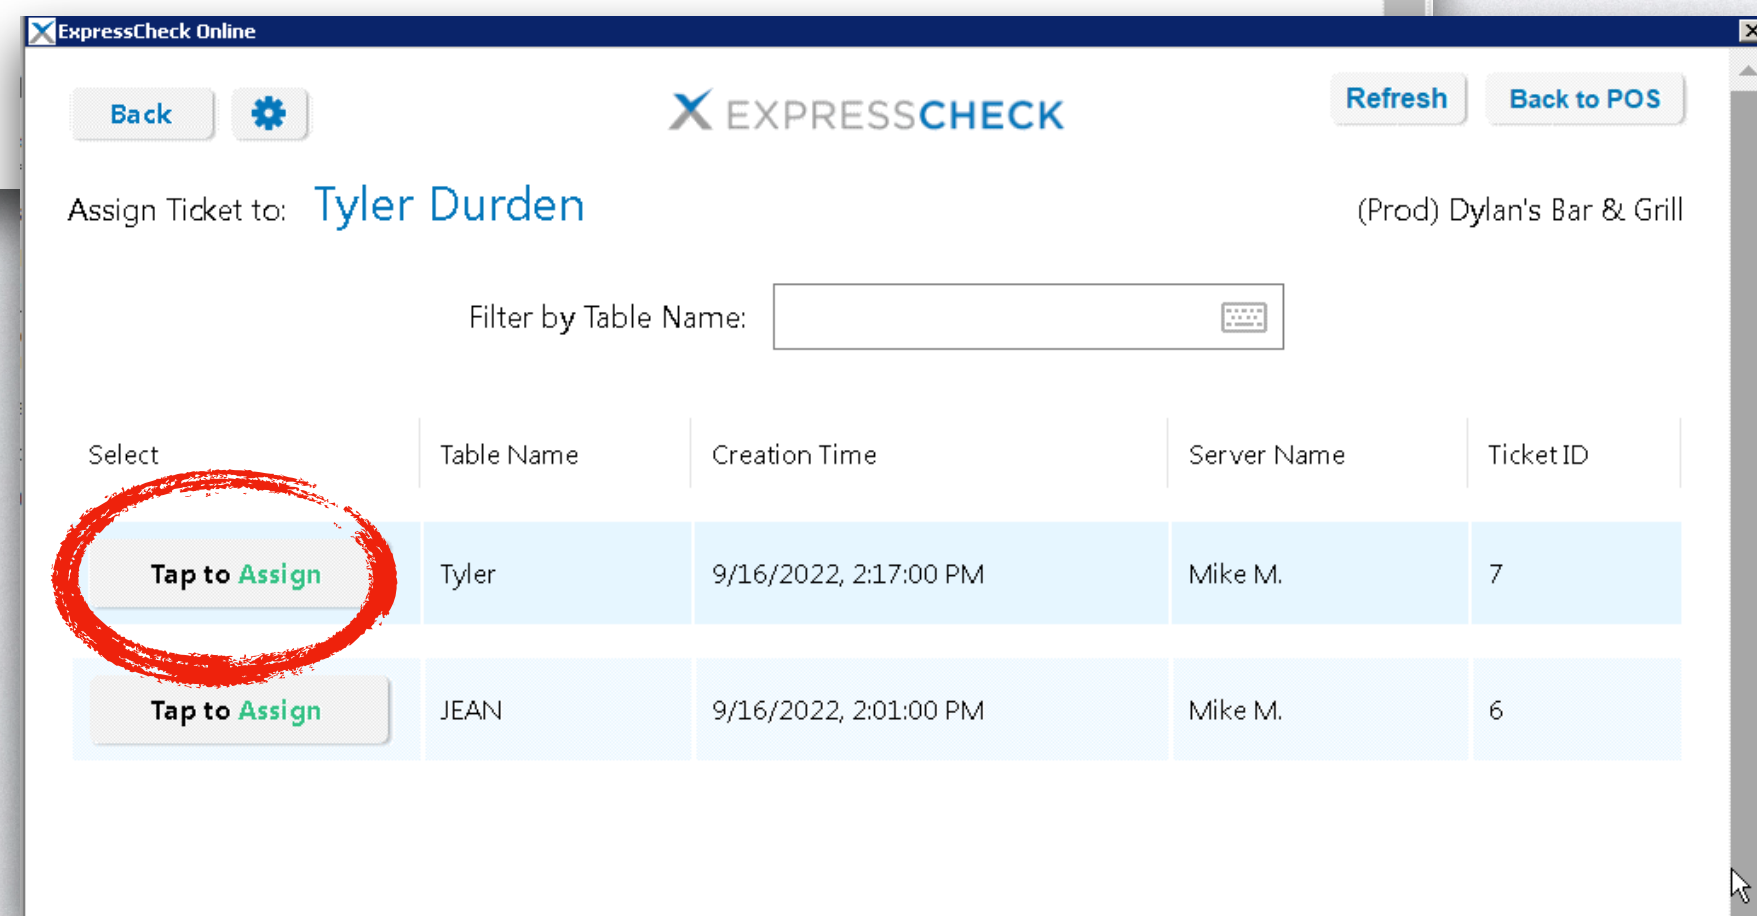 ExpressCheck Online
Back
EXPRESSCHECK
Refresh
Back to POS
Assign Ticket to: Tyler Durden
(Prod) Dylan's Bar & Grill
Filter by Table Name:
Select Table Name Creation Time Server Name Ticket ID
Tap to Assign Tyler 9/16/2022, 2:17:00 PM Mike M. 7
Tap to Assign JEAN 9/16/2022, 2:01:00 PM Mike M. 6